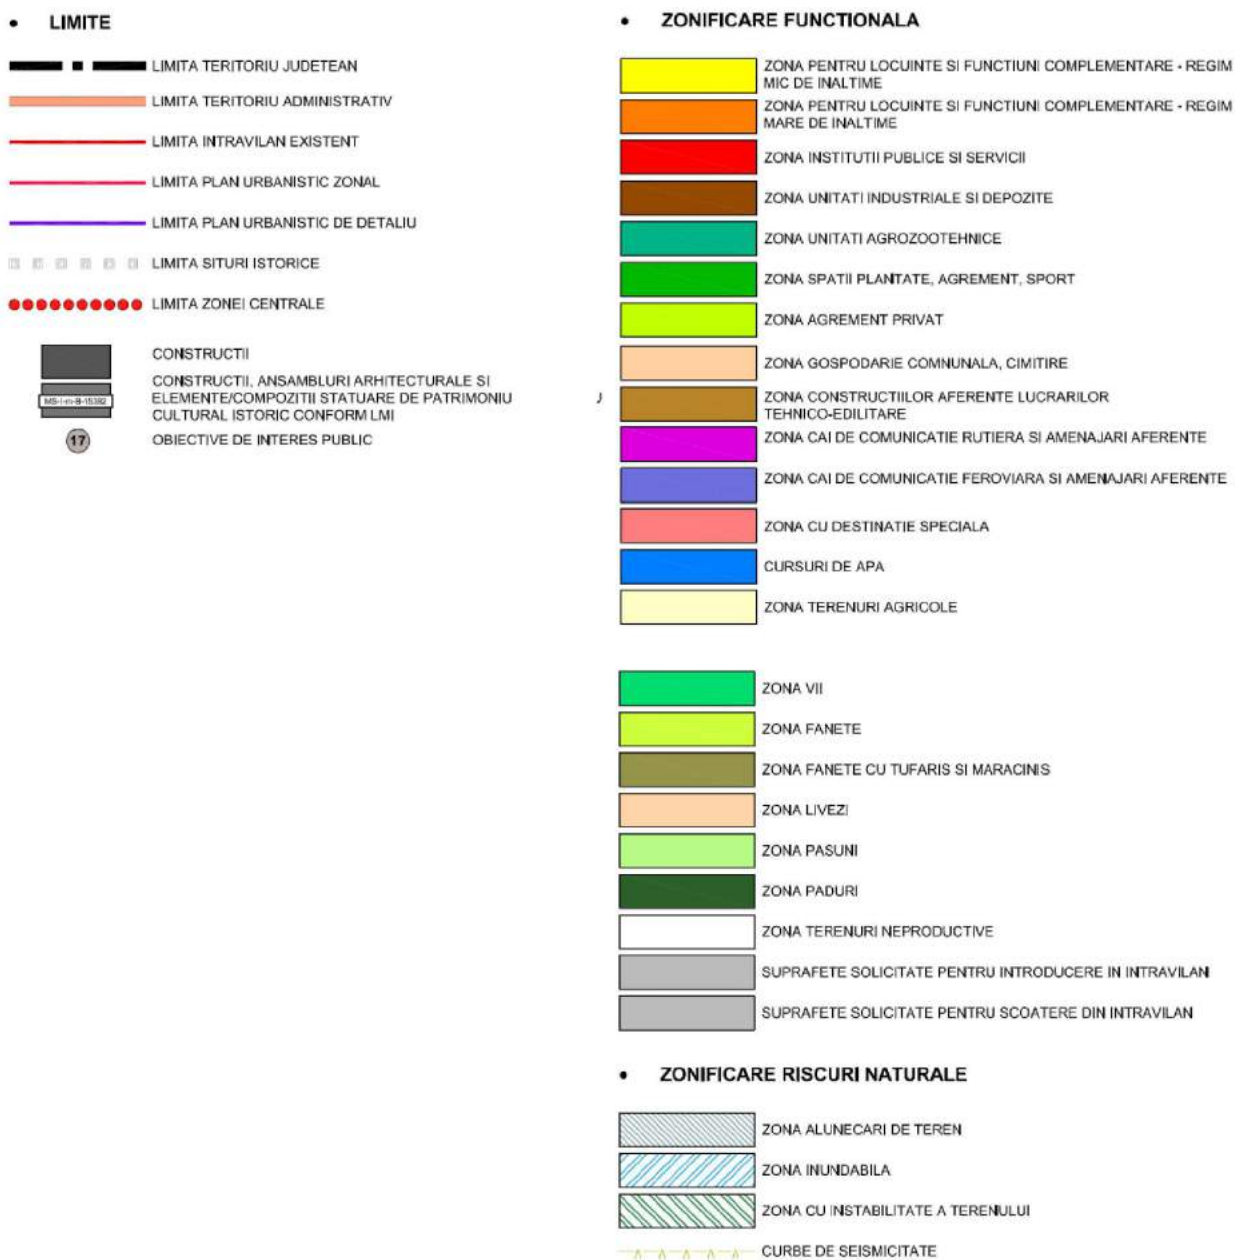 • LIMITE
LIMITA TERITORIU JUDETEAN
LIMITA TERITORIU ADMINISTRATIV
LIMITA INTRAVILAN EXISTENT
LIMITA PLAN URBANISTIC ZONAL
LIMITA PLAN URBANISTIC DE DETALIU
LIMITA SITURI ISTORICE
LIMITA ZONEI CENTRALE
CONSTRUCTII
MS-I-m-B-15382
CONSTRUCTII, ANSAMBLURI ARHITECTURALE SI
ELEMENTE/COMPOZITII STATUARE DE PATRIMONIU
CULTURAL ISTORIC CONFORM LMI
17
OBIECTIVE DE INTERES PUBLIC
• ZONIFICARE FUNCTIONALA
ZONA PENTRU LOCUINTE SI FUNCTIUNI COMPLEMENTARE - REGIM
MIC DE INALTIME
ZONA PENTRU LOCUINTE SI FUNCTIUNI COMPLEMENTARE - REGIM
MARE DE INALTIME
ZONA INSTITUTII PUBLICE SI SERVICII
ZONA UNITATI INDUSTRIALE SI DEPOZITE
ZONA UNITATI AGROZOOTEHNICE
ZONA SPATII PLANTATE, AGREMENT, SPORT
ZONA AGREMENT PRIVAT
ZONA GOSPODARIE COMNUNALA, CIMITIRE
ZONA CONSTRUCTIILOR AFERENTE LUCRARILOR
TEHNICO-EDILITARE
ZONA CAI DE COMUNICATIE RUTIERA SI AMENAJARI AFERENTE
ZONA CAI DE COMUNICATIE FEROVIARA SI AMENAJARI AFERENTE
ZONA CU DESTINATIE SPECIALA
CURSURI DE APA
ZONA TERENURI AGRICOLE
ZONA VII
ZONA FANETE
ZONA FANETE CU TUFARIS SI MARACINIS
ZONA LIVEZI
ZONA PASUNI
ZONA PADURI
ZONA TERENURI NEPRODUCTIVE
SUPRAFETE SOLICITATE PENTRU INTRODUCERE IN INTRAVILAN
SUPRAFETE SOLICITATE PENTRU SCOATERE DIN INTRAVILAN
• ZONIFICARE RISCURI NATURALE
ZONA ALUNECARI DE TEREN
ZONA INUNDABILA
ZONA CU INSTABILITATE A TERENULUI
CURBE DE SEISMICITATE